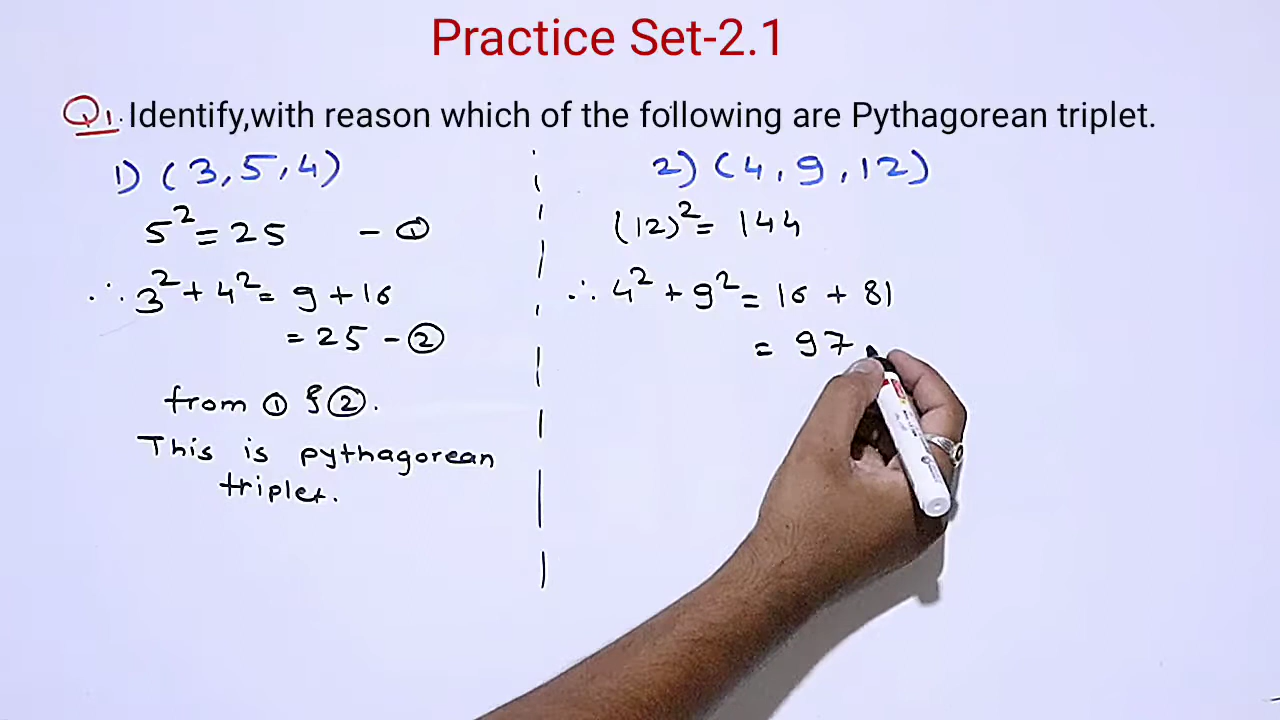 Practice Set-2.1
Q1. Identify,with reason which of the following are Pythagorean triplet.
1) (3,5,4)
5² = 25 - ①
∴ 3² + 4² = 9 + 16
= 25 - ②
from ① & ②.
This is pythagorean
triplet.
2) (4, 9, 12)
(12)² = 144
∴ 4² + 9² = 16 + 81
= 97